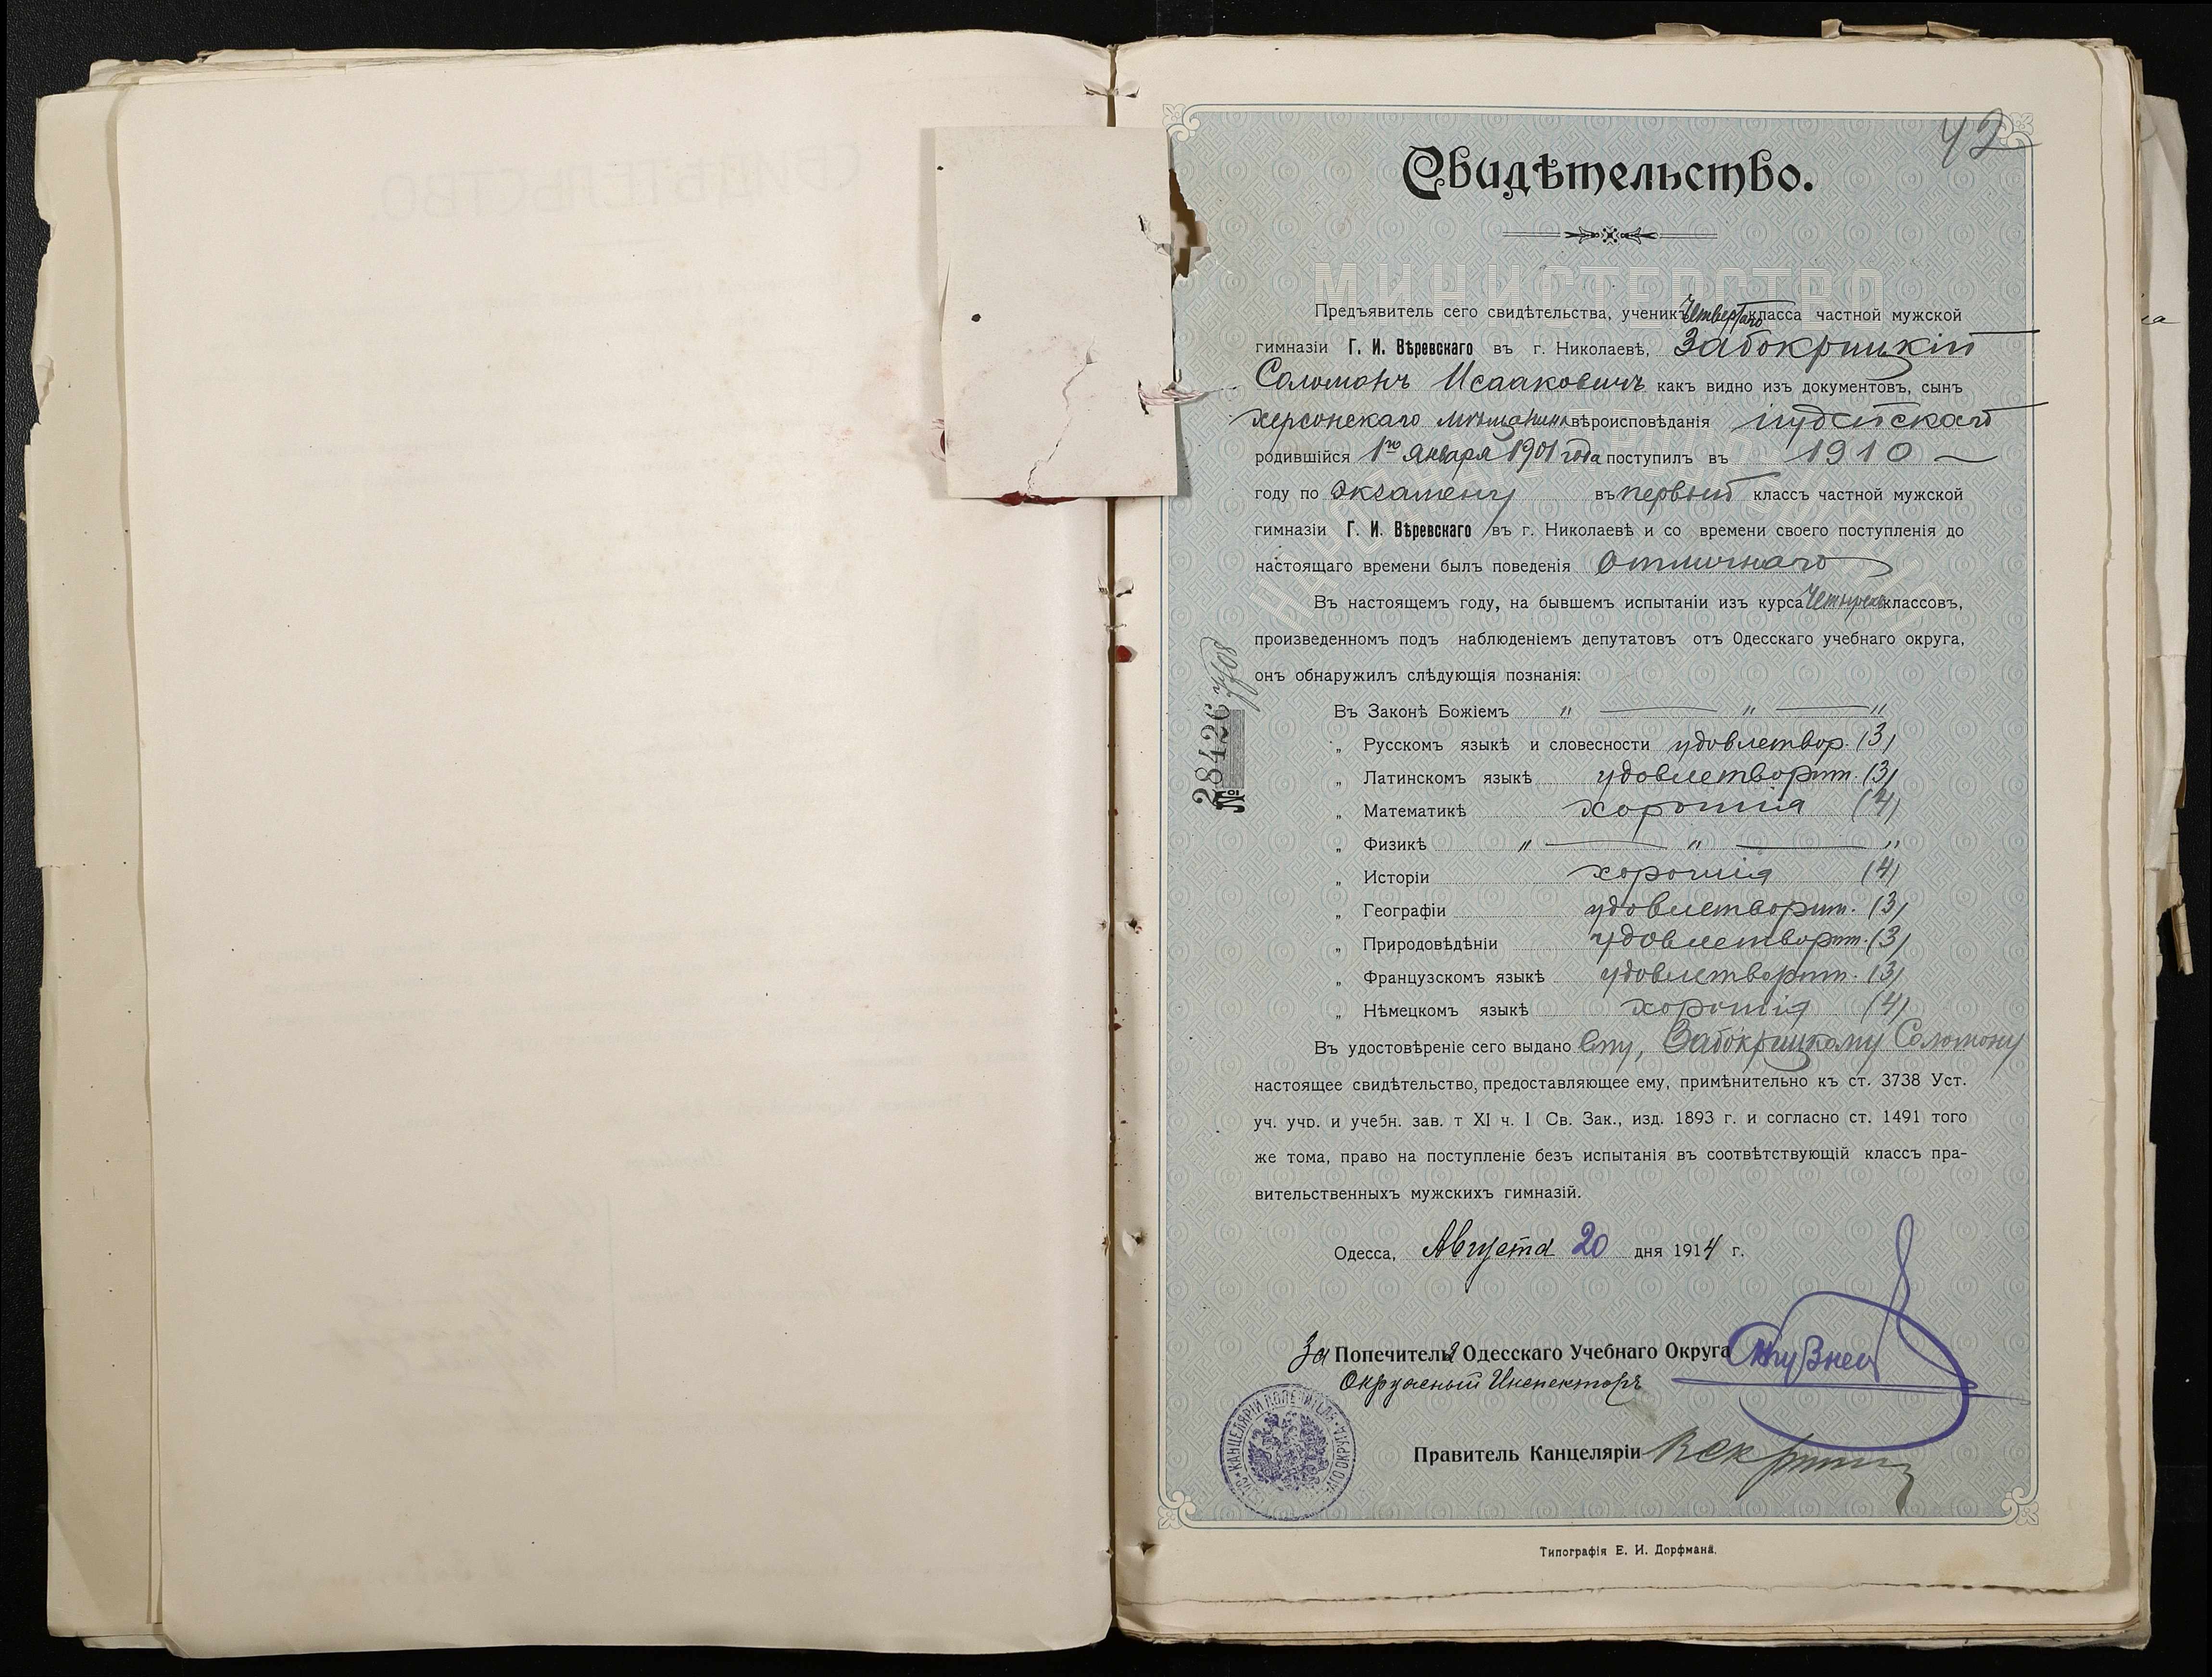 42
Свидѣтельство.
МИНИСТЕРСТВО
Предъявитель сего свидѣтельства, ученикъ Четвертаго класса частной мужской
гимназіи Г. И. Вѣревскаго въ г. Николаевѣ, Забокрицкій
Соломонъ Исааковичъ какъ видно изъ документовъ, сынъ
Херсонскаго мѣщанина вѣроисповѣданія іудейскаго
родившійся 1го января 1901 года поступилъ въ 1910
году по экзамену въ первый классъ частной мужской
гимназіи Г. И. Вѣревскаго въ г. Николаевѣ и со времени своего поступленія до
настоящаго времени былъ поведенія отличнаго
Въ настоящемъ году, на бывшемъ испытаніи изъ курса Четырехъ классовъ,
произведенномъ подъ наблюденіемъ депутатовъ отъ Одесскаго учебнаго округа,
онъ обнаружилъ слѣдующія познанія:
Въ Законѣ Божіемъ " — " — "
„ Русскомъ языкѣ и словесности удовлетвор. (3)
„ Латинскомъ языкѣ удовлетворит. (3)
„ Математикѣ хорошія (4)
„ Физикѣ " — " — "
„ Исторіи хорошія (4)
„ Географіи удовлетворит. (3)
„ Природовѣдѣніи удовлетворит. (3)
„ Французскомъ языкѣ удовлетворит. (3)
„ Нѣмецкомъ языкѣ хорошія (4)
Въ удостовѣреніе сего выдано ему, Забокрицкому Соломону
настоящее свидѣтельство, предоставляющее ему, примѣнительно къ ст. 3738 Уст.
уч. учр. и учебн. зав. т XI ч. I Св. Зак., изд. 1893 г. и согласно ст. 1491 того
же тома, право на поступленіе безъ испытанія въ соотвѣтствующій классъ пра-
вительственныхъ мужскихъ гимназій.
Одесса, Августа 20 дня 1914 г.
За Попечителя Одесскаго Учебнаго Округа
Окружный Инспекторъ
Правитель Канцеляріи
КАНЦЕЛЯРІИ ПОПЕЧИТЕЛЯ ОКРУГА
№ 28426
Типографія Е. И. Дорфмана.